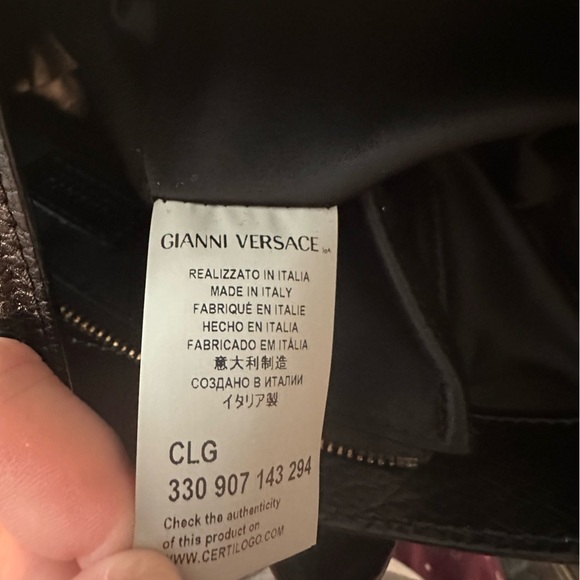 GIANNI VERSACE SpA
REALIZZATO IN ITALIA
MADE IN ITALY
FABRIQUÉ EN ITALIE
HECHO EN ITALIA
FABRICADO EM ITÁLIA
意大利制造
СОЗДАНО В ИТАЛИИ
イタリア製
CLG
330 907 143 294
Check the authenticity
of this product on
WWW.CERTILOGO.COM